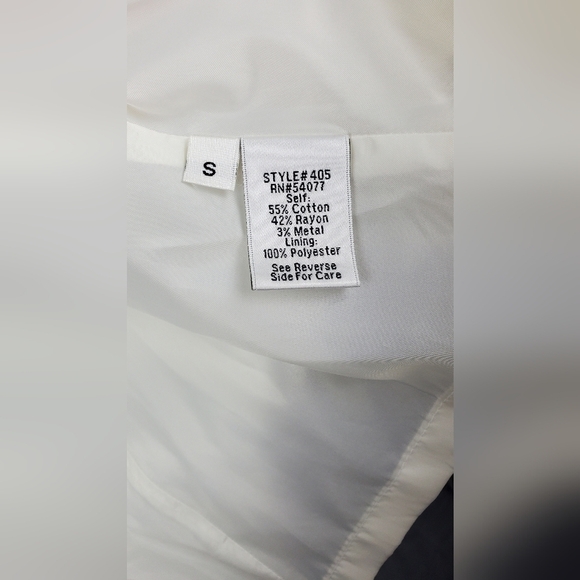 S
STYLE# 405
RN#54077
Self:
55% Cotton
42% Rayon
3% Metal
Lining:
100% Polyester
See Reverse
Side For Care